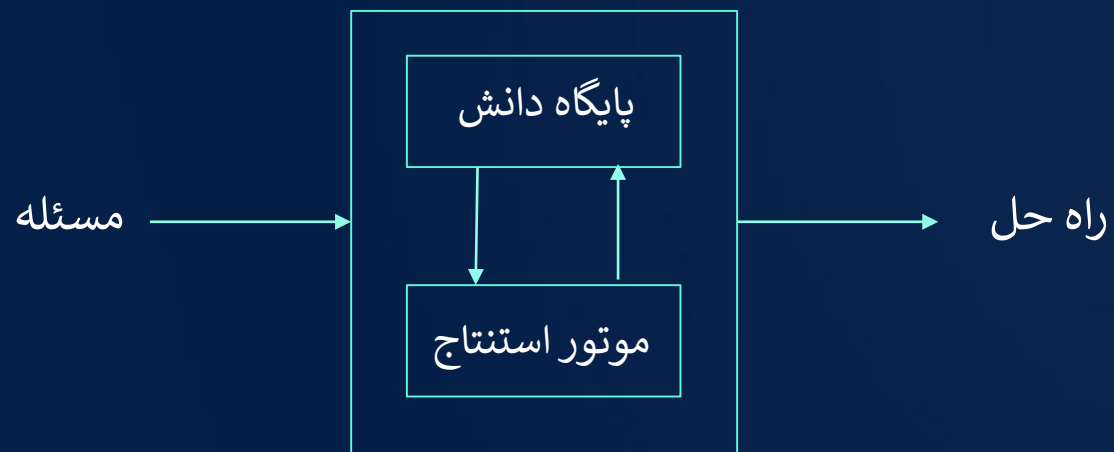 پایگاه دانش
مسئله
راه حل
موتور استنتاج